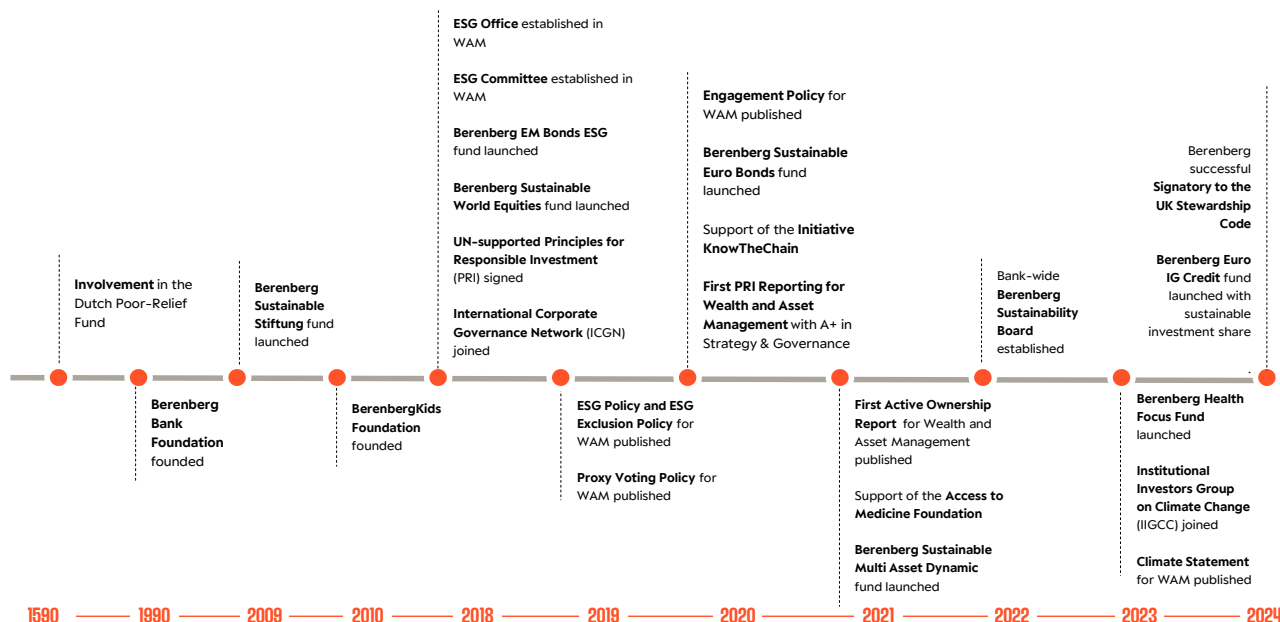 ESG Office established in
WAM
ESG Committee established in
WAM
Berenberg EM Bonds ESG
fund launched
Berenberg Sustainable
World Equities fund launched
UN-supported Principles for
Responsible Investment
(PRI) signed
International Corporate
Governance Network (ICGN)
joined
Engagement Policy for
WAM published
Berenberg Sustainable
Euro Bonds fund
launched
Support of the Initiative
KnowTheChain
First PRI Reporting for
Wealth and Asset
Management with A+ in
Strategy & Governance
Berenberg
successful
Signatory to the
UK Stewardship
Code
Berenberg Euro
IG Credit fund
launched with
sustainable
investment share
.
Involvement in the
Dutch Poor-Relief
Fund
Berenberg
Sustainable
Stiftung fund
launched
Bank-wide
Berenberg
Sustainability
Board
established
Berenberg
Bank
Foundation
founded
BerenbergKids
Foundation
founded
ESG Policy and ESG
Exclusion Policy for
WAM published
Proxy Voting Policy for
WAM published
First Active Ownership
Report for Wealth and
Asset Management
published
Support of the Access to
Medicine Foundation
Berenberg Sustainable
Multi Asset Dynamic
fund launched
Berenberg Health
Focus Fund
launched
Institutional
Investors Group
on Climate Change
(IIGCC) joined
Climate Statement
for WAM published
1590 1990 2009 2010 2018 2019 2020 2021 2022 2023 2024